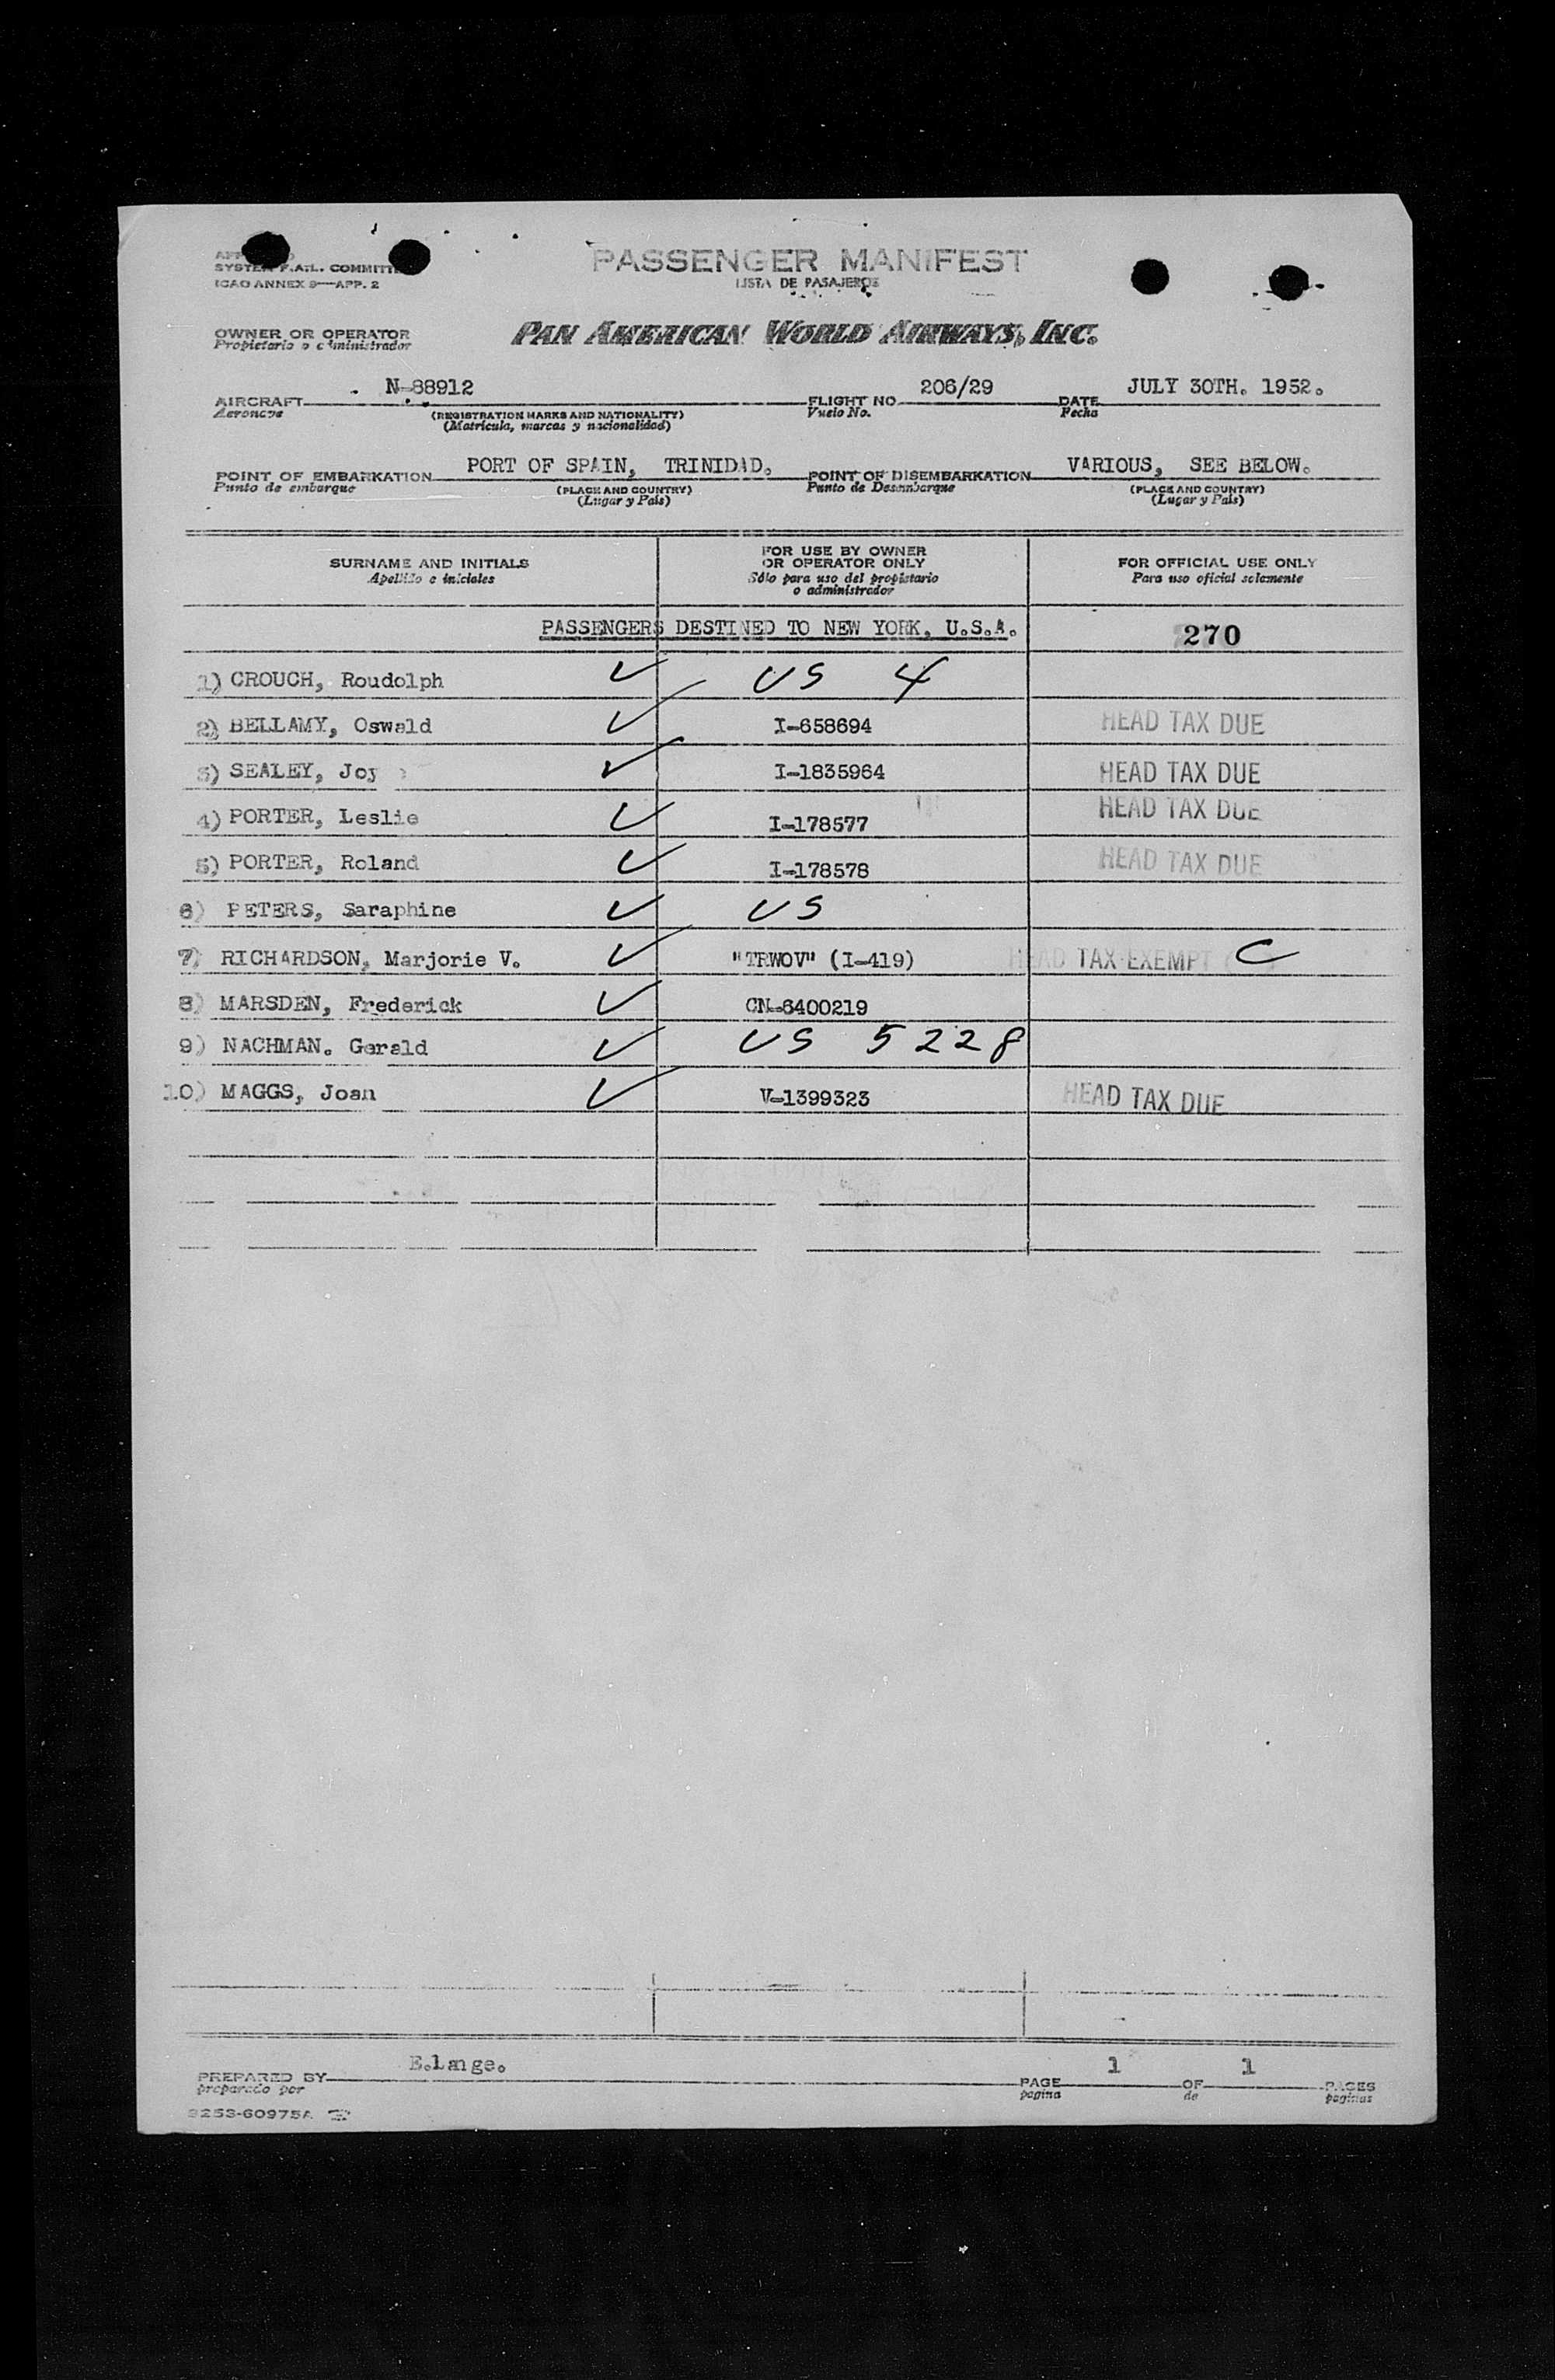 PASSENGER MANIFEST
SYSTEM F.A.L. COMMITTEE
ICAO ANNEX 9—APP. 2
LISTA DE PASAJEROS
OWNER OR OPERATOR PAN AMERICAN WORLD AIRWAYS, INC.
Propietario o administrador
AIRCRAFT N-88912 FLIGHT NO 206/29 DATE JULY 30TH. 1952.
Aeronave (REGISTRATION MARKS AND NATIONALITY) Vuelo No. Fecha
(Matricula, marcas y nacionalidad)
POINT OF EMBARKATION PORT OF SPAIN, TRINIDAD. POINT OF DISEMBARKATION VARIOUS, SEE BELOW.
Punto de embarque (PLACE AND COUNTRY) Punto de Desembarque (PLACE AND COUNTRY)
(Lugar y País) (Lugar y País)
SURNAME AND INITIALS FOR USE BY OWNER OR OPERATOR ONLY FOR OFFICIAL USE ONLY
Apellido e iniciales Sólo para uso del propietario o administrador Para uso oficial solamente
PASSENGERS DESTINED TO NEW YORK, U.S.A. 270
1) CROUCH, Roudolph ✓ US 4
2) BELLAMY, Oswald ✓ I-658694 HEAD TAX DUE
3) SEALEY, Joy ✓ I-1835964 HEAD TAX DUE
4) PORTER, Leslie ✓ I-178577 HEAD TAX DUE
5) PORTER, Roland ✓ I-178578 HEAD TAX DUE
6) PETERS, Saraphine ✓ US
7) RICHARDSON, Marjorie V. ✓ "TRWOV" (I-419) HEAD TAX EXEMPT C
8) MARSDEN, Frederick ✓ CN-6400219
9) NACHMAN. Gerald ✓ US 5228
10) MAGGS, Joan ✓ V-1399323 HEAD TAX DUE
PREPARED BY E.Lange. PAGE 1 OF 1 PAGES
preparado por pagina de paginas
9253-60975A